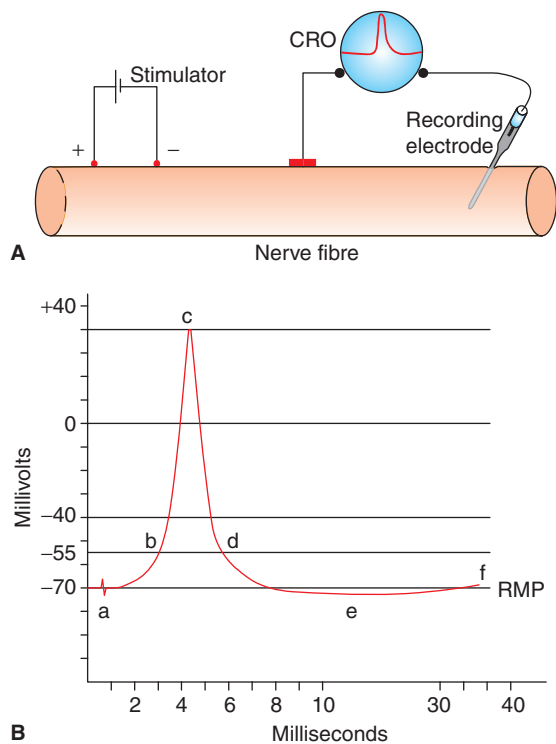 CRO
Stimulator
Recording
electrode
+ −
A
Nerve fibre
+40
c
0
Millivolts
−40
b d
−55
f
−70
RMP
a
e
2 4 6 8 10 30 40
B
Milliseconds